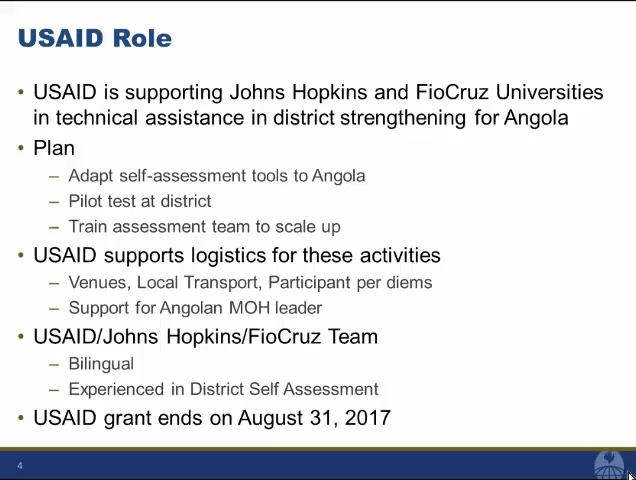 USAID Role
• USAID is supporting Johns Hopkins and FioCruz Universities
in technical assistance in district strengthening for Angola
• Plan
– Adapt self-assessment tools to Angola
– Pilot test at district
– Train assessment team to scale up
• USAID supports logistics for these activities
– Venues, Local Transport, Participant per diems
– Support for Angolan MOH leader
• USAID/Johns Hopkins/FioCruz Team
– Bilingual
– Experienced in District Self Assessment
• USAID grant ends on August 31, 2017
4